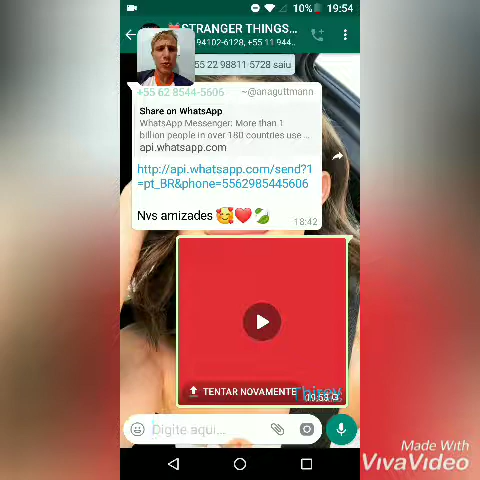 10% 19:54
STRANGER THINGS...
94102-6128, +55 11 944..
55 22 98811-5728 saiu
+55 62 8544-5606 ~@anaguttmann
Share on WhatsApp
WhatsApp Messenger: More than 1
billion people in over 180 countries use ...
api.whatsapp.com
http://api.whatsapp.com/send?1
=pt_BR&phone=5562985445606
Nvs amizades 🥰❤️🍃
18:42
TENTAR NOVAMENTE
Digite aqui...
Made With
VivaVideo